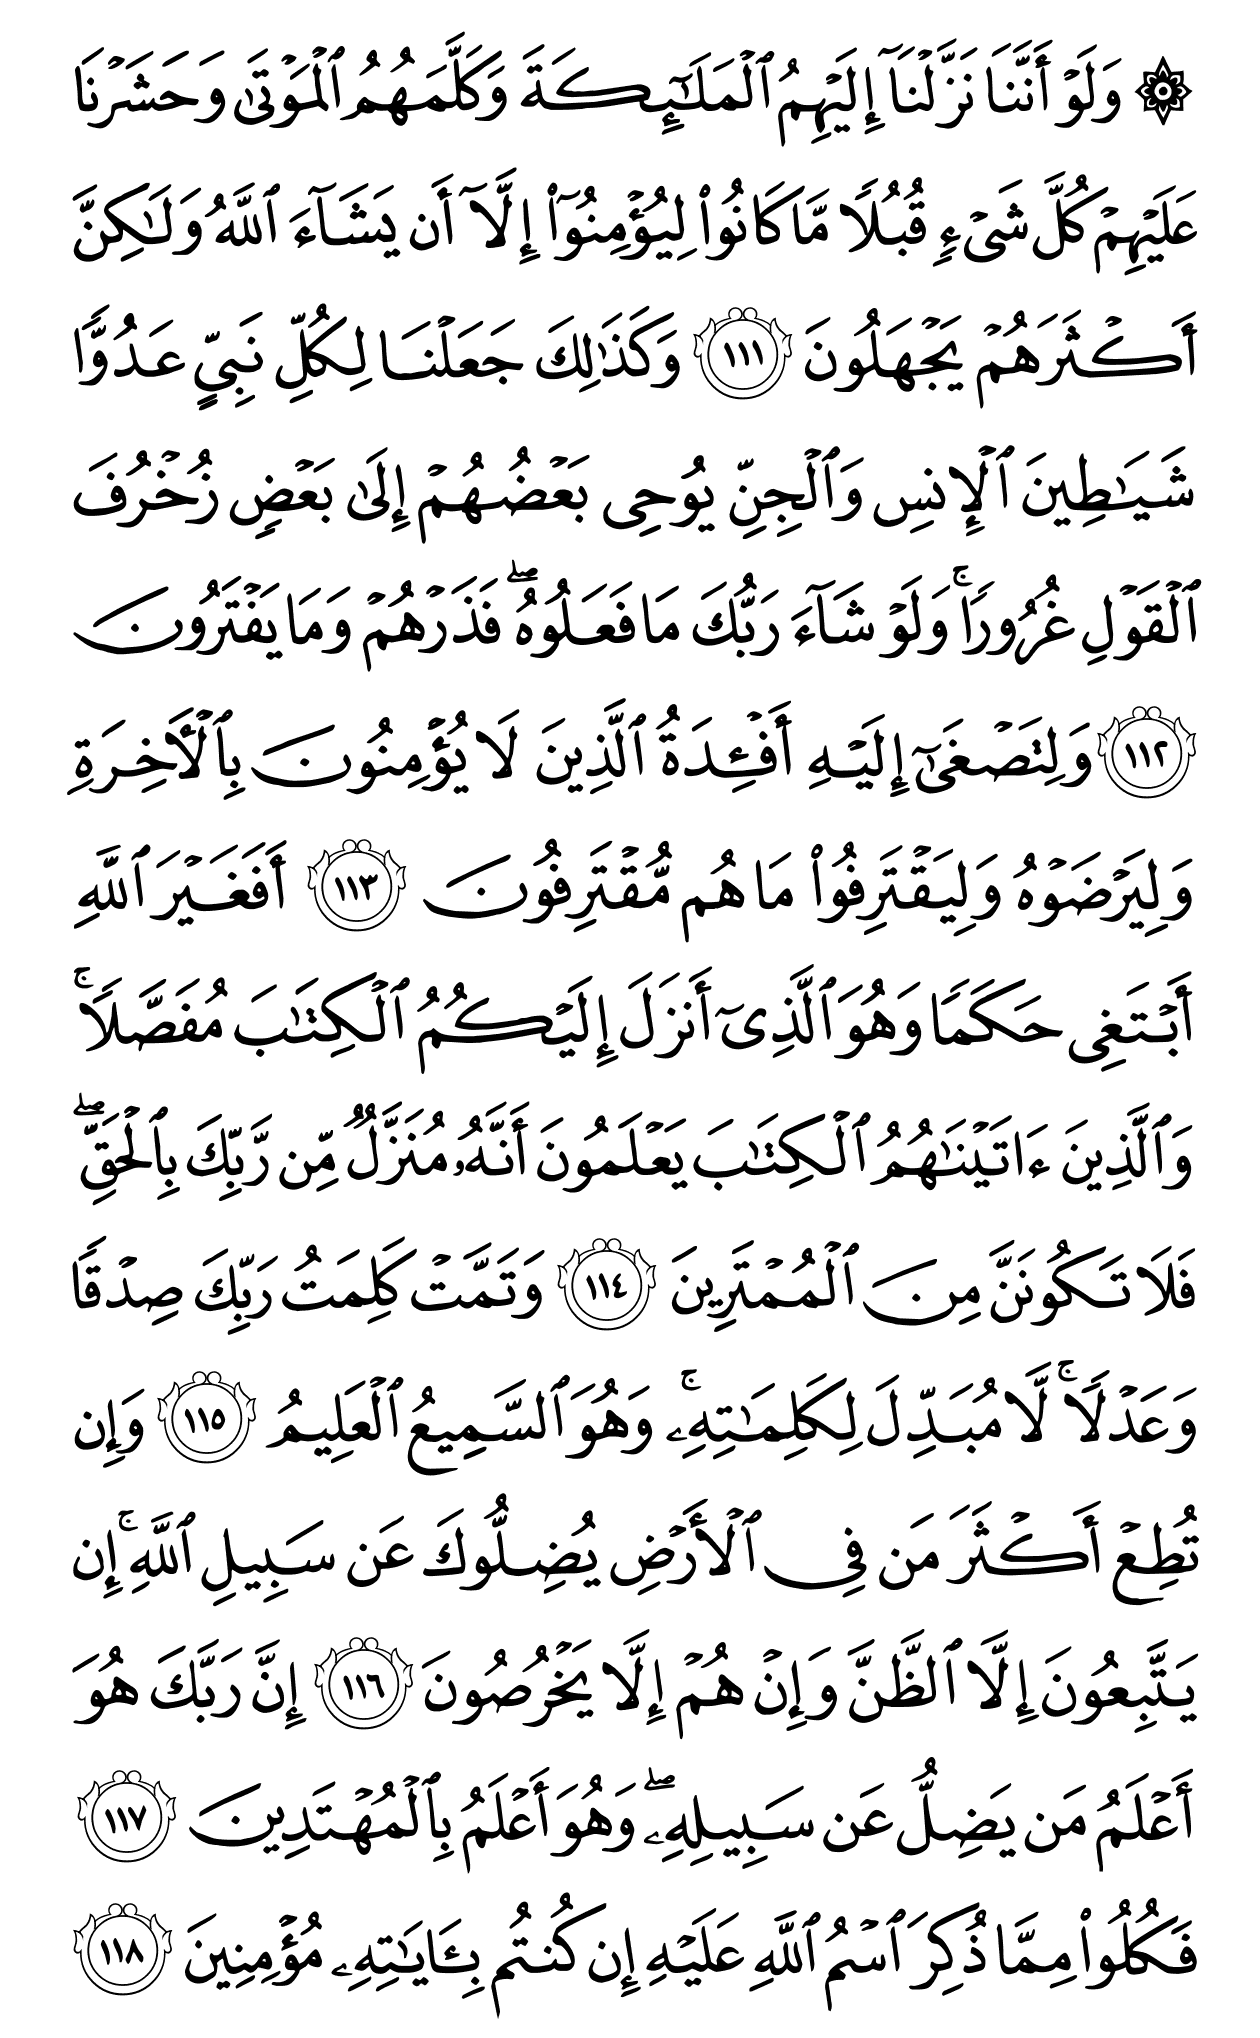 ۞ وَلَوۡ أَنَّنَا نَزَّلۡنَآ إِلَيۡهِمُ ٱلۡمَلَٰٓئِكَةَ وَكَلَّمَهُمُ ٱلۡمَوۡتَىٰ وَحَشَرۡنَا
عَلَيۡهِمۡ كُلَّ شَيۡءٖ قُبُلٗا مَّا كَانُواْ لِيُؤۡمِنُوٓاْ إِلَّآ أَن يَشَآءَ ٱللَّهُ وَلَٰكِنَّ
أَكۡثَرَهُمۡ يَجۡهَلُونَ ١١١ وَكَذَٰلِكَ جَعَلۡنَا لِكُلِّ نَبِيٍّ عَدُوّٗا
شَيَٰطِينَ ٱلۡإِنسِ وَٱلۡجِنِّ يُوحِي بَعۡضُهُمۡ إِلَىٰ بَعۡضٖ زُخۡرُفَ
ٱلۡقَوۡلِ غُرُورٗاۚ وَلَوۡ شَآءَ رَبُّكَ مَا فَعَلُوهُۖ فَذَرۡهُمۡ وَمَا يَفۡتَرُونَ
١١٢ وَلِتَصۡغَىٰٓ إِلَيۡهِ أَفۡـِٔدَةُ ٱلَّذِينَ لَا يُؤۡمِنُونَ بِٱلۡأٓخِرَةِ
وَلِيَرۡضَوۡهُ وَلِيَقۡتَرِفُواْ مَا هُم مُّقۡتَرِفُونَ ١١٣ أَفَغَيۡرَ ٱللَّهِ
أَبۡتَغِي حَكَمٗا وَهُوَ ٱلَّذِيٓ أَنزَلَ إِلَيۡكُمُ ٱلۡكِتَٰبَ مُفَصَّلٗاۚ
وَٱلَّذِينَ ءَاتَيۡنَٰهُمُ ٱلۡكِتَٰبَ يَعۡلَمُونَ أَنَّهُۥ مُنَزَّلٞ مِّن رَّبِّكَ بِٱلۡحَقِّۖ
فَلَا تَكُونَنَّ مِنَ ٱلۡمُمۡتَرِينَ ١١٤ وَتَمَّتۡ كَلِمَتُ رَبِّكَ صِدۡقٗا
وَعَدۡلٗاۚ لَّا مُبَدِّلَ لِكَلِمَٰتِهِۦۚ وَهُوَ ٱلسَّمِيعُ ٱلۡعَلِيمُ ١١٥ وَإِن
تُطِعۡ أَكۡثَرَ مَن فِي ٱلۡأَرۡضِ يُضِلُّوكَ عَن سَبِيلِ ٱللَّهِۚ إِن
يَتَّبِعُونَ إِلَّا ٱلظَّنَّ وَإِنۡ هُمۡ إِلَّا يَخۡرُصُونَ ١١٦ إِنَّ رَبَّكَ هُوَ
أَعۡلَمُ مَن يَضِلُّ عَن سَبِيلِهِۦۖ وَهُوَ أَعۡلَمُ بِٱلۡمُهۡتَدِينَ ١١٧
فَكُلُواْ مِمَّا ذُكِرَ ٱسۡمُ ٱللَّهِ عَلَيۡهِ إِن كُنتُم بِـَٔايَٰتِهِۦ مُؤۡمِنِينَ ١١٨